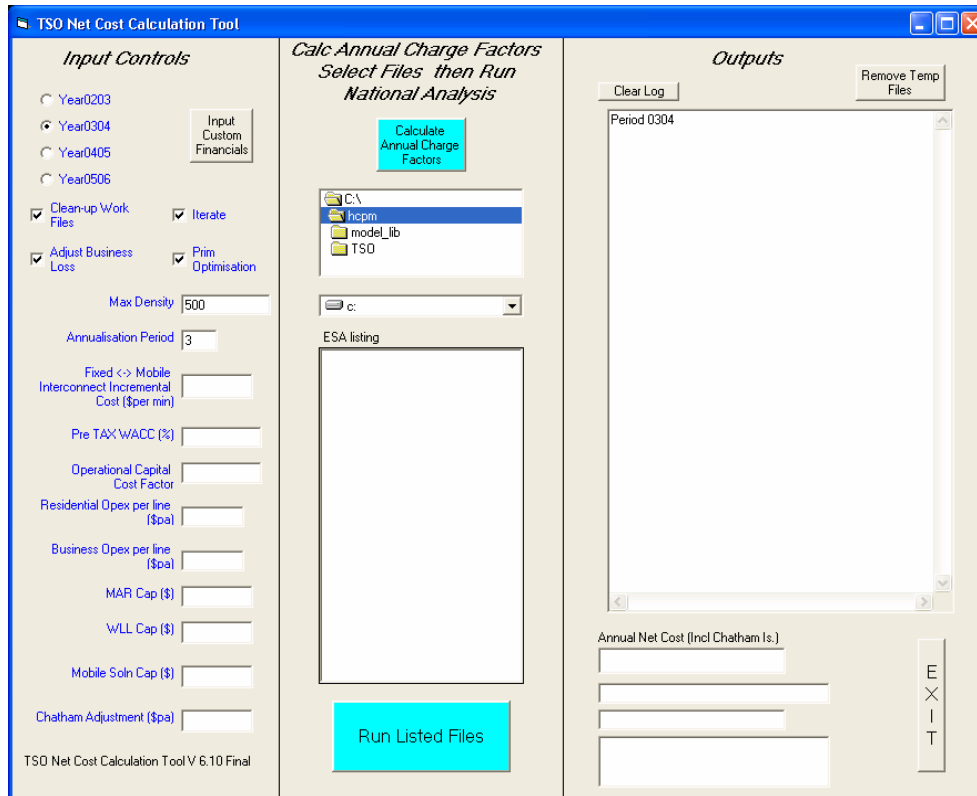 TSO Net Cost Calculation Tool
Input Controls
Year0203
Year0304
Year0405
Year0506
Input
Custom
Financials
Clean-up Work
Files
Iterate
Adjust Business
Loss
Prim
Optimisation
Max Density 500
Annualisation Period 3
Fixed <-> Mobile
Interconnect Incremental
Cost ($per min)
Pre TAX WACC (%)
Operational Capital
Cost Factor
Residential Opex per line
($pa)
Business Opex per line
($pa)
MAR Cap ($)
WLL Cap ($)
Mobile Soln Cap ($)
Chatham Adjustment ($pa)
TSO Net Cost Calculation Tool V 6.10 Final
Calc Annual Charge Factors
Select Files then Run
National Analysis
Calculate
Annual Charge
Factors
C:\
hcpm
model_lib
TSO
c:
ESA listing
Run Listed Files
Outputs
Clear Log
Remove Temp
Files
Period 0304
Annual Net Cost (Incl Chatham Is.)
E
X
I
T